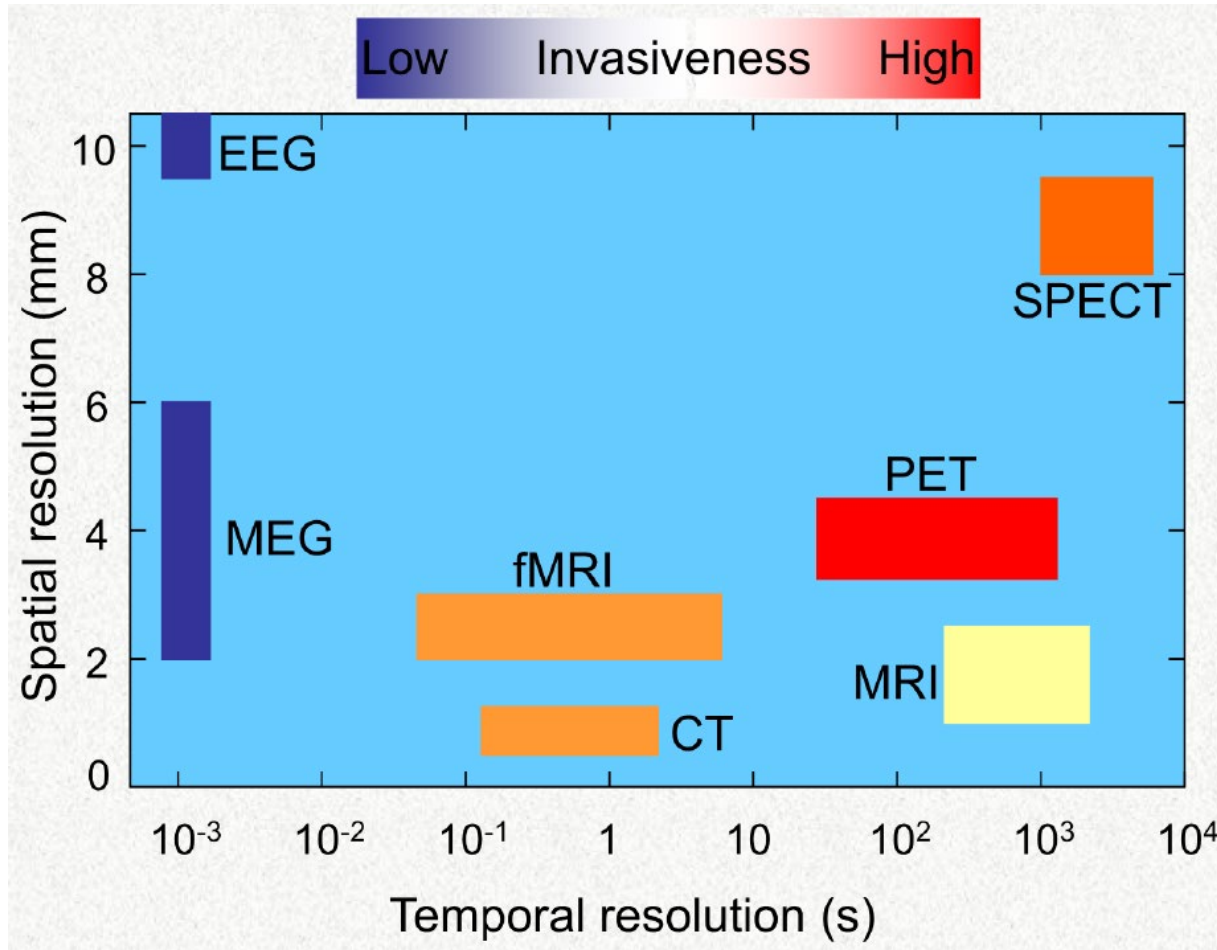 Low Invasiveness High
10
EEG
8
SPECT
6
PET
4
MEG
fMRI
2
MRI
CT
0
Spatial resolution (mm)
10⁻³ 10⁻² 10⁻¹ 1 10 10² 10³ 10⁴
Temporal resolution (s)